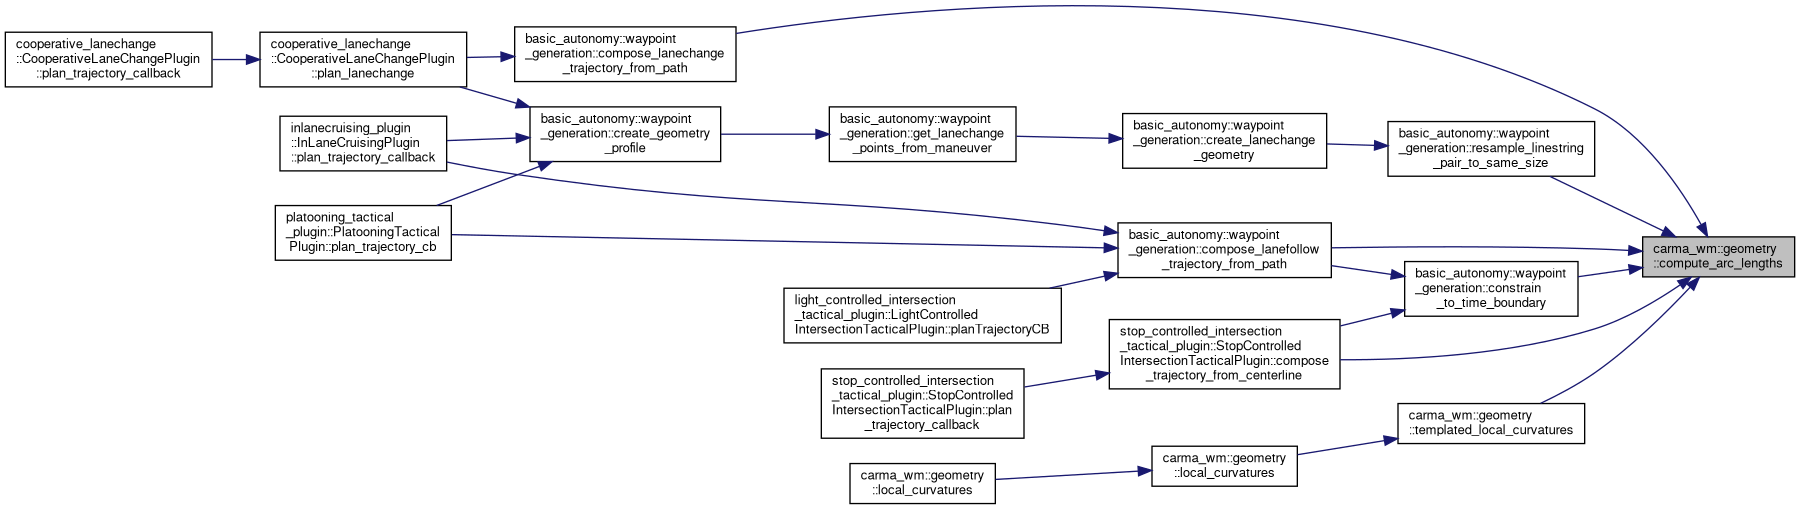 cooperative_lanechange
::CooperativeLaneChangePlugin
::plan_trajectory_callback
cooperative_lanechange
::CooperativeLaneChangePlugin
::plan_lanechange
basic_autonomy::waypoint
_generation::compose_lanechange
_trajectory_from_path
inlanecruising_plugin
::InLaneCruisingPlugin
::plan_trajectory_callback
basic_autonomy::waypoint
_generation::create_geometry
_profile
basic_autonomy::waypoint
_generation::get_lanechange
_points_from_maneuver
basic_autonomy::waypoint
_generation::create_lanechange
_geometry
basic_autonomy::waypoint
_generation::resample_linestring
_pair_to_same_size
platooning_tactical
_plugin::PlatooningTactical
Plugin::plan_trajectory_cb
basic_autonomy::waypoint
_generation::compose_lanefollow
_trajectory_from_path
carma_wm::geometry
::compute_arc_lengths
basic_autonomy::waypoint
_generation::constrain
_to_time_boundary
light_controlled_intersection
_tactical_plugin::LightControlled
IntersectionTacticalPlugin::planTrajectoryCB
stop_controlled_intersection
_tactical_plugin::StopControlled
IntersectionTacticalPlugin::compose
_trajectory_from_centerline
stop_controlled_intersection
_tactical_plugin::StopControlled
IntersectionTacticalPlugin::plan
_trajectory_callback
carma_wm::geometry
::templated_local_curvatures
carma_wm::geometry
::local_curvatures
carma_wm::geometry
::local_curvatures